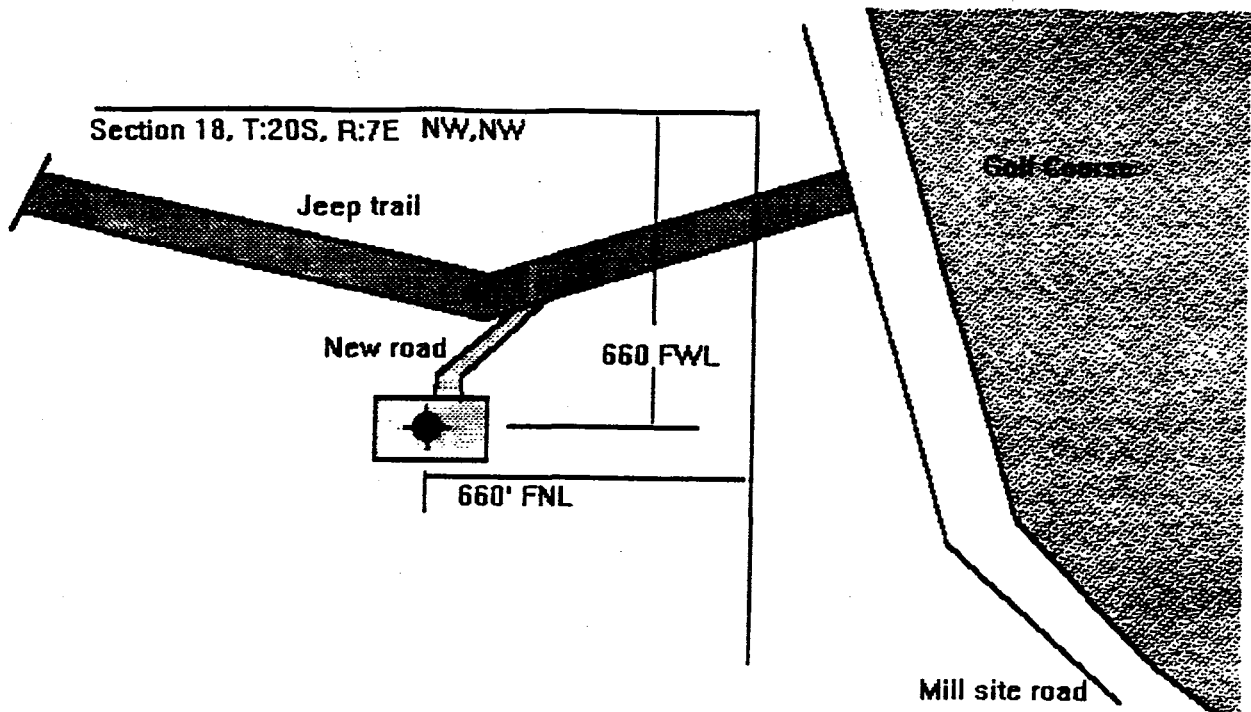 Section 18, T:20S, R:7E NW,NW
Golf Course
Jeep trail
New road
660 FWL
660' FNL
Mill site road